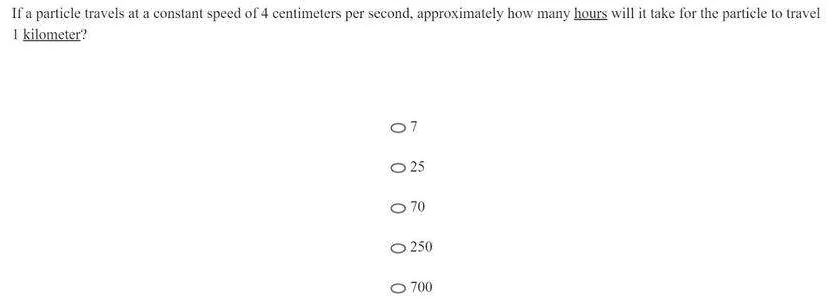 If a particle travels at a constant speed of 4 centimeters per second, approximately how many hours will it take for the particle to travel
1 kilometer?
7
25
70
250
700